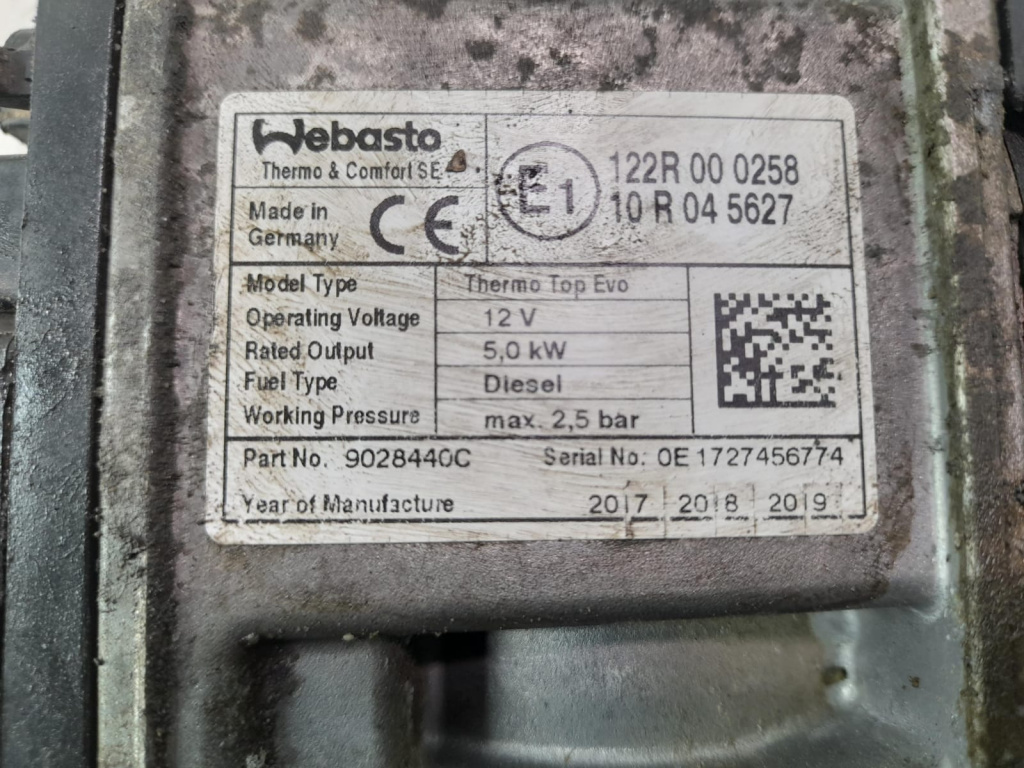 Webasto
Thermo & Comfort SE
Made in
Germany
CE
E1
122R 00 0258
10 R 04 5627
Model Type Thermo Top Evo
Operating Voltage 12 V
Rated Output 5,0 kW
Fuel Type Diesel
Working Pressure max. 2,5 bar
Part No. 9028440C Serial No: 0E1727456774
Year of Manufacture 2017 2018 2019